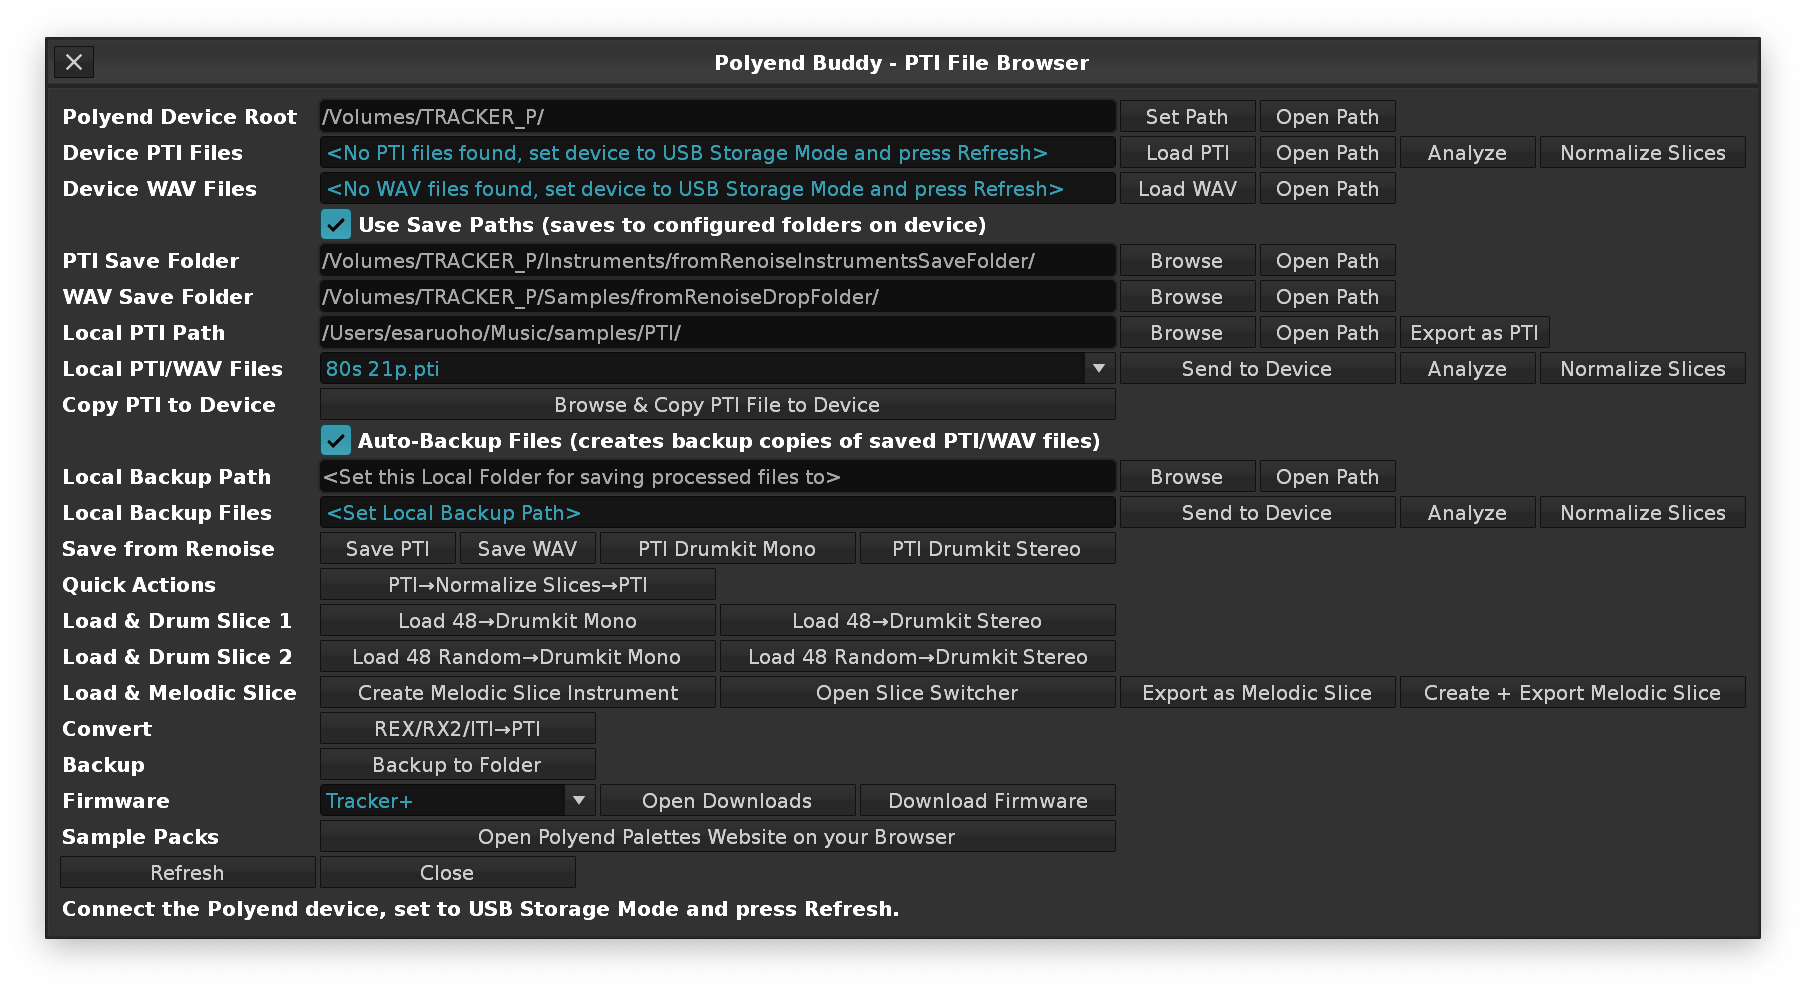 Polyend Buddy - PTI File Browser
Polyend Device Root /Volumes/TRACKER_P/ Set Path Open Path
Device PTI Files <No PTI files found, set device to USB Storage Mode and press Refresh> Load PTI Open Path Analyze Normalize Slices
Device WAV Files <No WAV files found, set device to USB Storage Mode and press Refresh> Load WAV Open Path
Use Save Paths (saves to configured folders on device)
PTI Save Folder /Volumes/TRACKER_P/Instruments/fromRenoiseInstrumentsSaveFolder/ Browse Open Path
WAV Save Folder /Volumes/TRACKER_P/Samples/fromRenoiseDropFolder/ Browse Open Path
Local PTI Path /Users/esaruoho/Music/samples/PTI/ Browse Open Path Export as PTI
Local PTI/WAV Files 80s 21p.pti Send to Device Analyze Normalize Slices
Copy PTI to Device Browse & Copy PTI File to Device
Auto-Backup Files (creates backup copies of saved PTI/WAV files)
Local Backup Path <Set this Local Folder for saving processed files to> Browse Open Path
Local Backup Files <Set Local Backup Path> Send to Device Analyze Normalize Slices
Save from Renoise Save PTI Save WAV PTI Drumkit Mono PTI Drumkit Stereo
Quick Actions PTI→Normalize Slices→PTI
Load & Drum Slice 1 Load 48→Drumkit Mono Load 48→Drumkit Stereo
Load & Drum Slice 2 Load 48 Random→Drumkit Mono Load 48 Random→Drumkit Stereo
Load & Melodic Slice Create Melodic Slice Instrument Open Slice Switcher Export as Melodic Slice Create + Export Melodic Slice
Convert REX/RX2/ITI→PTI
Backup Backup to Folder
Firmware Tracker+ Open Downloads Download Firmware
Sample Packs Open Polyend Palettes Website on your Browser
Refresh Close
Connect the Polyend device, set to USB Storage Mode and press Refresh.